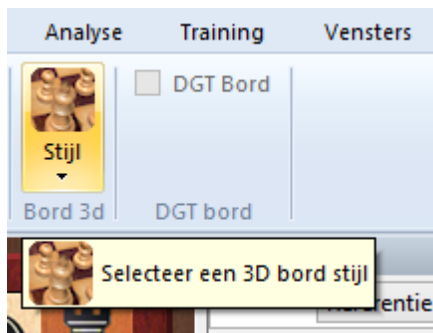 Analyse Training Vensters
DGT Bord
Stijl
Bord 3d DGT bord
Selecteer een 3D bord stijl